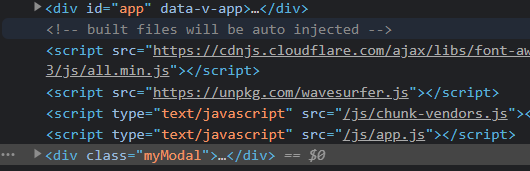 <div id="app" data-v-app>…</div>
<!-- built files will be auto injected -->
<script src="https://cdnjs.cloudflare.com/ajax/libs/font-aw
3/js/all.min.js"></script>
<script src="https://unpkg.com/wavesurfer.js"></script>
<script type="text/javascript" src="/js/chunk-vendors.js">
<script type="text/javascript" src="/js/app.js"></script>
… <div class="myModal">…</div> == $0